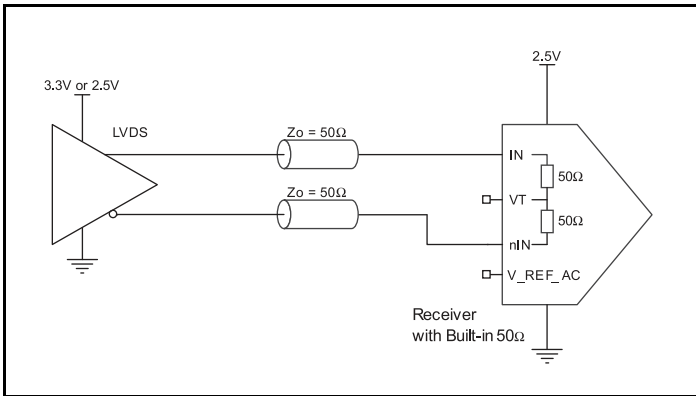 2.5V
3.3V or 2.5V
LVDS
Zo = 50Ω
IN
50Ω
Zo = 50Ω
VT
50Ω
nIN
V_REF_AC
Receiver
with Built-in 50Ω